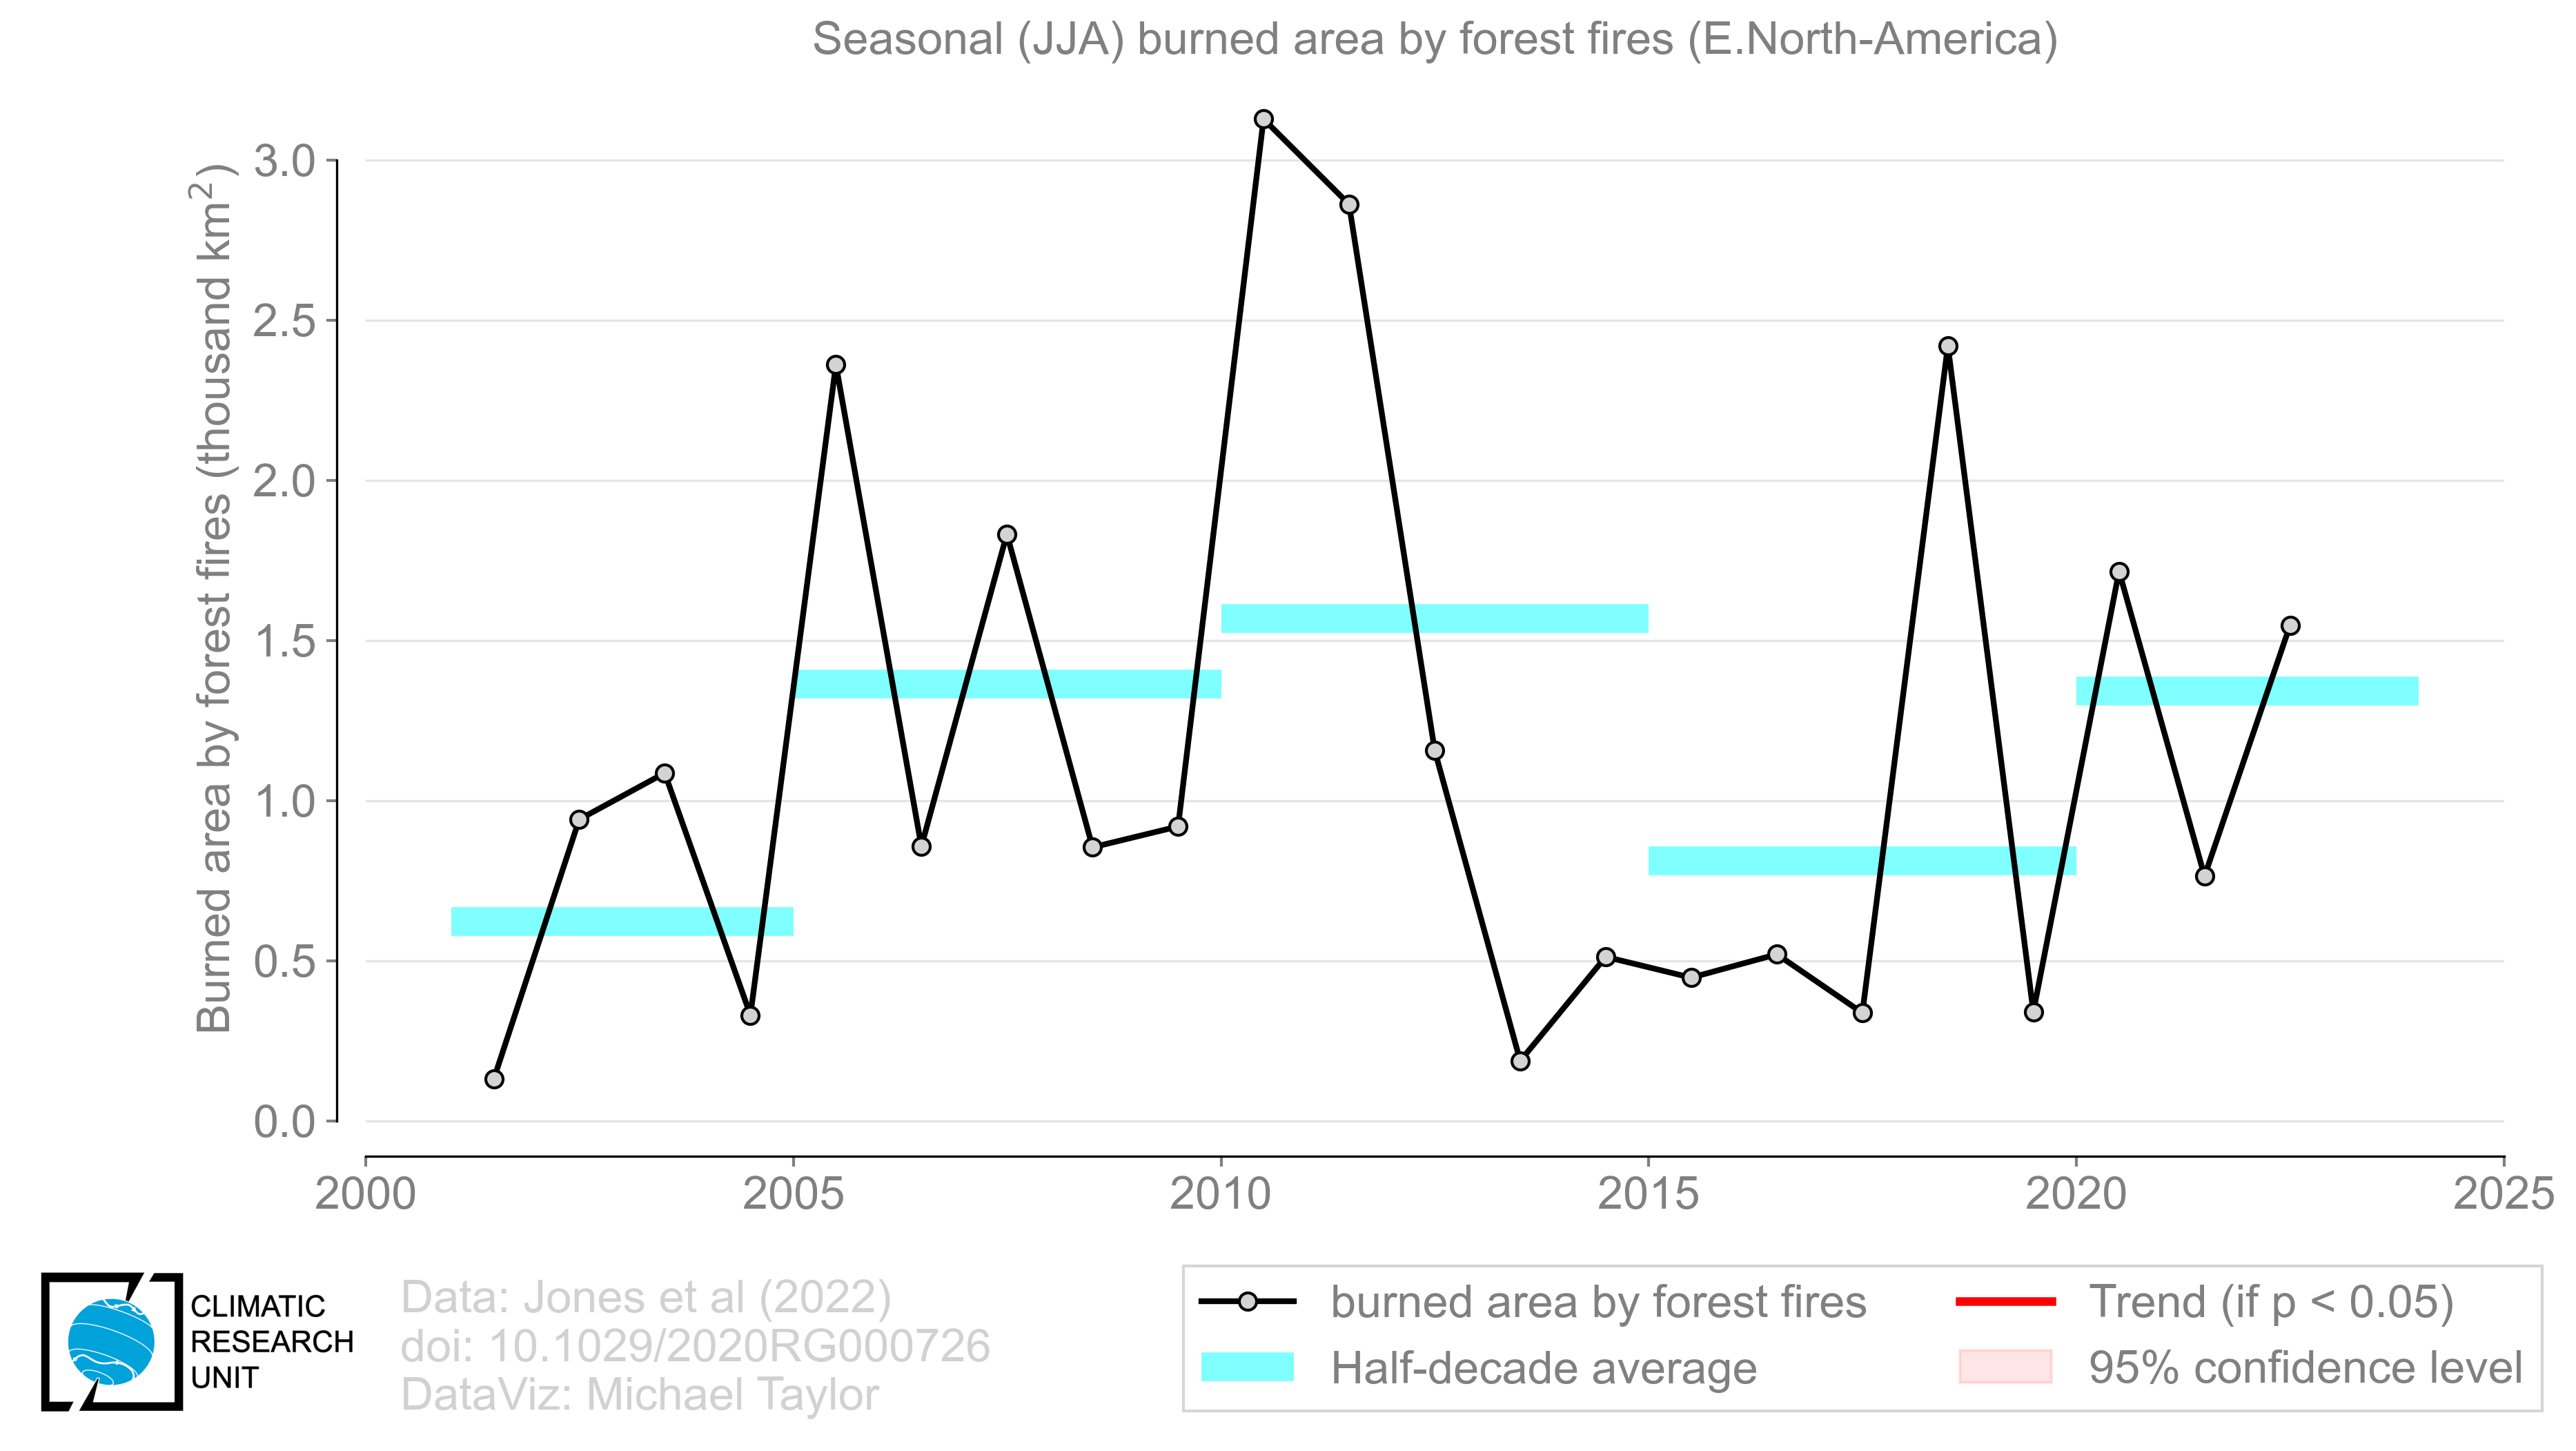 Seasonal (JJA) burned area by forest fires (E.North-America)
Burned area by forest fires (thousand km²)
3.0
2.5
2.0
1.5
1.0
0.5
0.0
2000 2005 2010 2015 2020 2025
CLIMATIC
RESEARCH
UNIT
Data: Jones et al (2022)
doi: 10.1029/2020RG000726
DataViz: Michael Taylor
burned area by forest fires
Half-decade average
Trend (if p < 0.05)
95% confidence level